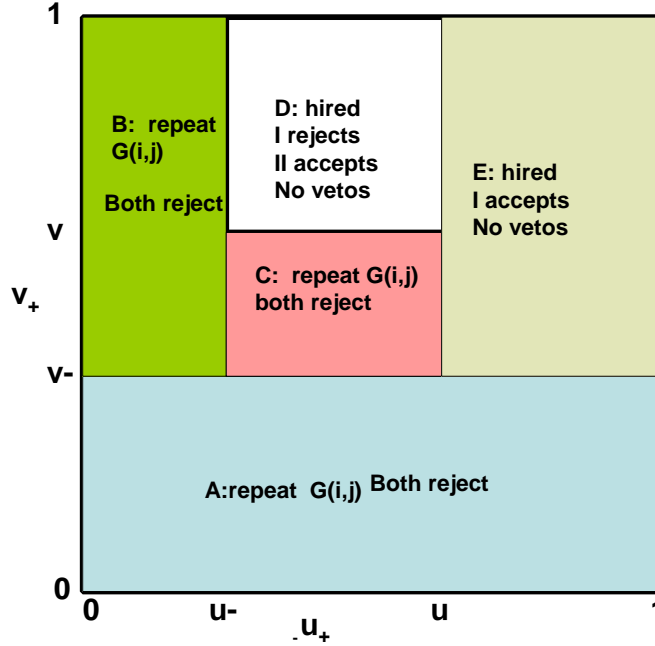 1
B: repeat
G(i,j)
Both reject
D: hired
I rejects
II accepts
No vetos
E: hired
I accepts
No vetos
v
C: repeat G(i,j)
both reject
v+
v-
A:repeat G(i,j) Both reject
0
0 u- u 1
-u+